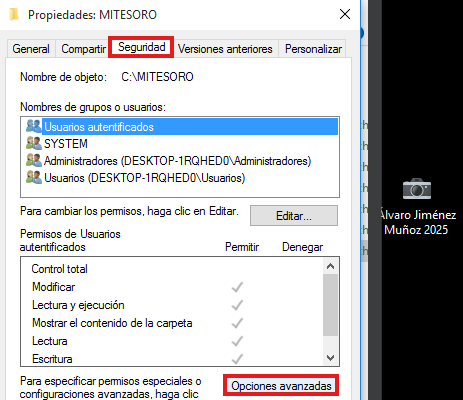 Propiedades: MITESORO
General Compartir Seguridad Versiones anteriores Personalizar
Nombre de objeto: C:\MITESORO
Nombres de grupos o usuarios:
Usuarios autentificados
SYSTEM
Administradores (DESKTOP-1RQHED0\Administradores)
Usuarios (DESKTOP-1RQHED0\Usuarios)
Para cambiar los permisos, haga clic en Editar.
Editar...
Permisos de Usuarios
autentificados
Permitir Denegar
Control total
Modificar
Lectura y ejecución
Mostrar el contenido de la carpeta
Lectura
Escritura
Para especificar permisos especiales o
configuraciones avanzadas, haga clic
Opciones avanzadas
Álvaro Jiménez
Muñoz 2025